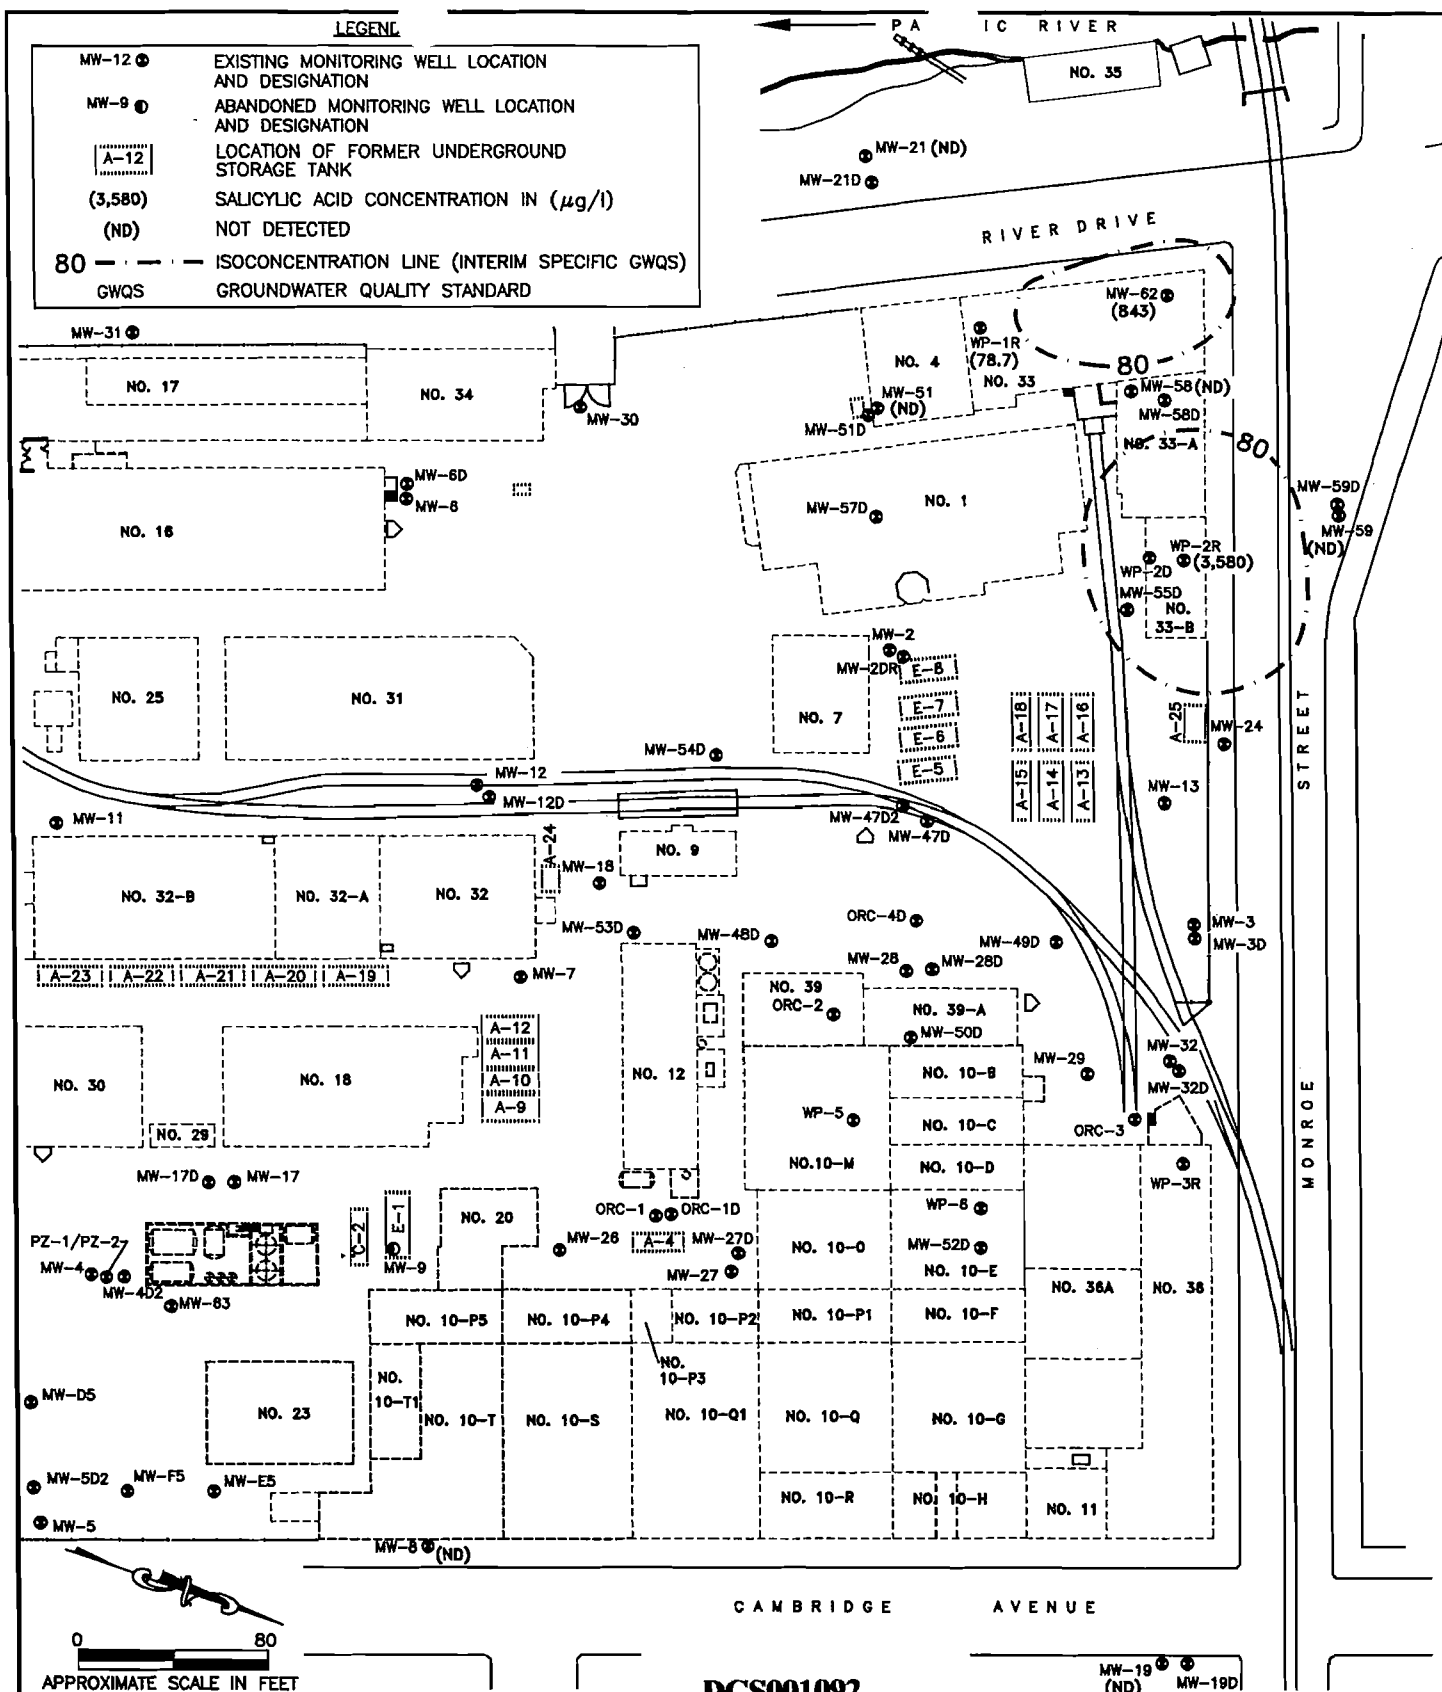 LEGEND
MW-12
EXISTING MONITORING WELL LOCATION
AND DESIGNATION
MW-9
ABANDONED MONITORING WELL LOCATION
AND DESIGNATION
A-12
LOCATION OF FORMER UNDERGROUND
STORAGE TANK
(3,580)
SALICYLIC ACID CONCENTRATION IN (µg/l)
(ND)
NOT DETECTED
80
ISOCONCENTRATION LINE (INTERIM SPECIFIC GWQS)
GWQS
GROUNDWATER QUALITY STANDARD
PA IC RIVER
NO. 35
MW-21 (ND)
MW-21D
RIVER DRIVE
MW-62
(843)
MW-31
WP-1R
(78.7)
NO. 4
NO. 33
80
NO. 17
NO. 34
MW-30
MW-51
(ND)
MW-51D
MW-58 (ND)
MW-58D
NO. 33-A
80
MW-6D
MW-6
NO. 16
MW-57D
NO. 1
MW-59D
MW-59
(ND)
WP-2R
(3,580)
WP-2D
MW-55D
NO.
33-B
MW-2
MW-2DR
E-8
E-7
E-6
E-5
NO. 25
NO. 31
NO. 7
A-18
A-17
A-16
A-15
A-14
A-13
A-25
MW-24
STREET
MW-54D
MW-12
MW-12D
MW-13
MW-11
MW-47D2
MW-47D
A-24
NO. 9
MW-18
NO. 32-B
NO. 32-A
NO. 32
ORC-4D
MW-3
MW-3D
MW-53D
MW-48D
MW-49D
A-23
A-22
A-21
A-20
A-19
MW-7
MW-28
MW-28D
NO. 39
ORC-2
NO. 39-A
MW-50D
A-12
A-11
A-10
A-9
NO. 30
NO. 18
NO. 12
NO. 10-B
MW-29
MW-32
MW-32D
MONROE
NO. 29
WP-5
NO. 10-C
ORC-3
NO.10-M
NO. 10-D
WP-3R
MW-17D
MW-17
C-2
E-1
NO. 20
ORC-1
ORC-1D
WP-6
PZ-1/PZ-2
MW-4
MW-4D2
MW-63
MW-9
MW-26
A-4
MW-27D
MW-27
NO. 10-O
MW-52D
NO. 10-E
NO. 36A
NO. 38
NO. 10-P5
NO. 10-P4
NO. 10-P2
NO. 10-P1
NO. 10-F
NO.
10-P3
MW-D5
NO. 23
NO.
10-T1
NO. 10-T
NO. 10-S
NO. 10-Q1
NO. 10-Q
NO. 10-G
MW-5D2
MW-F5
MW-E5
NO. 10-R
NO. 10-H
NO. 11
MW-5
MW-8
(ND)
CAMBRIDGE AVENUE
0 80
APPROXIMATE SCALE IN FEET
DGS001092
MW-19
(ND)
MW-19D